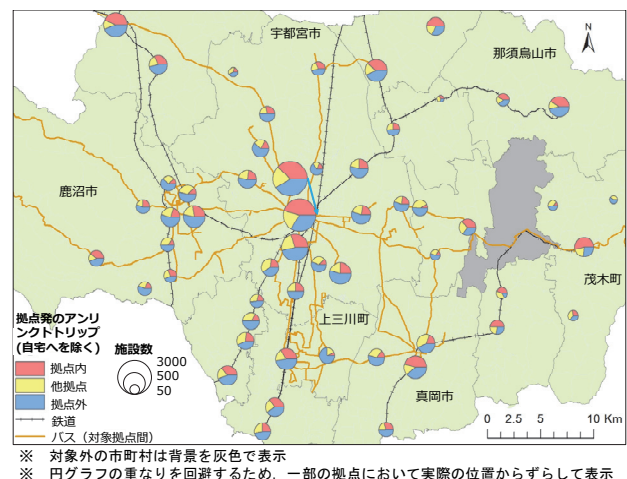 宇都宮市
那須烏山市
N
鹿沼市
茂木町
上三川町
真岡市
拠点発のアンリ
ンクトトリップ
(自宅へを除く)
拠点内
他拠点
拠点外
鉄道
バス（対象拠点間）
施設数
3000
500
50
0 2.5 5 10 Km
※ 対象外の市町村は背景を灰色で表示
※ 円グラフの重なりを回避するため，一部の拠点において実際の位置からずらして表示